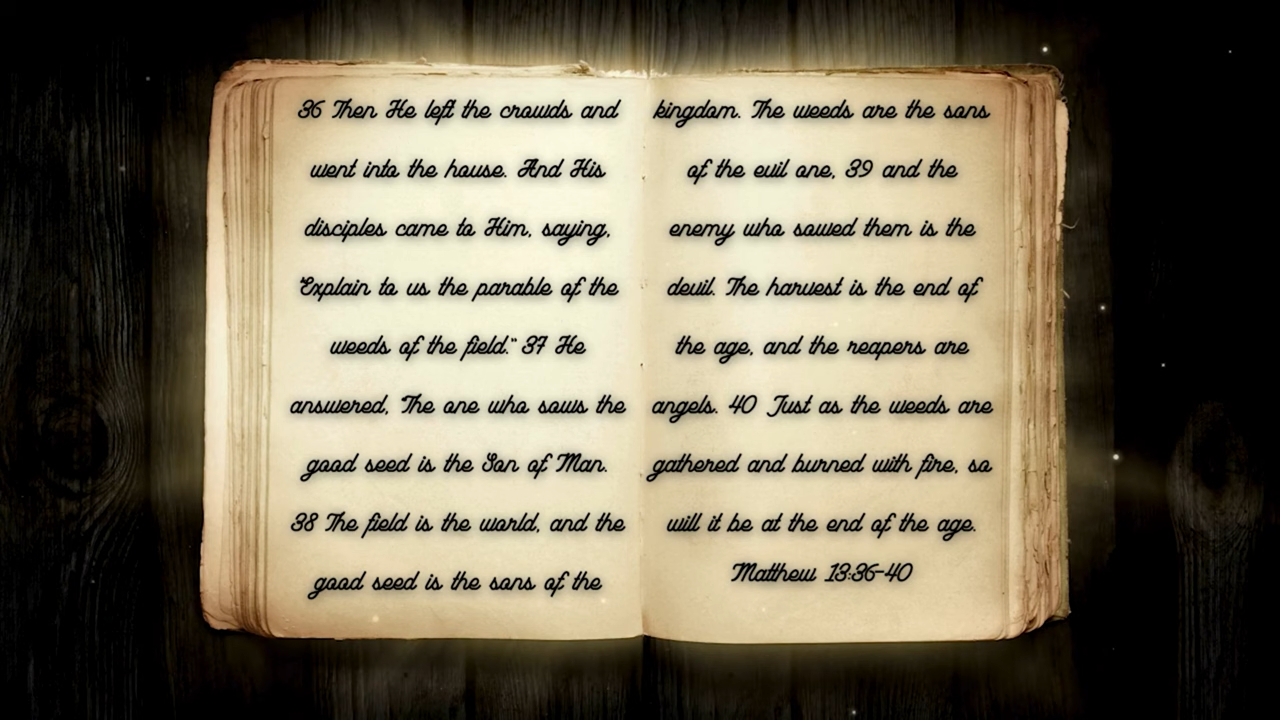 36 Then He left the crowds and
went into the house. And His
disciples came to Him, saying,
"Explain to us the parable of the
weeds of the field." 37 He
answered, The one who sows the
good seed is the Son of Man.
38 The field is the world, and the
good seed is the sons of the
kingdom. The weeds are the sons
of the evil one, 39 and the
enemy who sowed them is the
devil. The harvest is the end of
the age, and the reapers are
angels. 40 Just as the weeds are
gathered and burned with fire, so
will it be at the end of the age.
Matthew 13:36-40